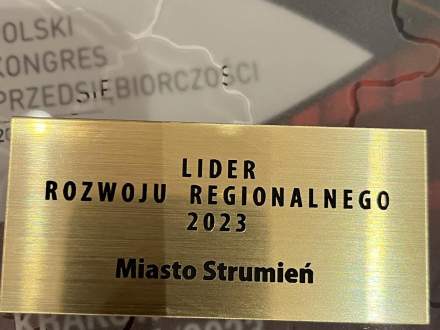 OLSKI
KONGRES
PRZEDSIĘBIORCZOŚCI
LIDER
ROZWOJU REGIONALNEGO
2023
Miasto Strumień